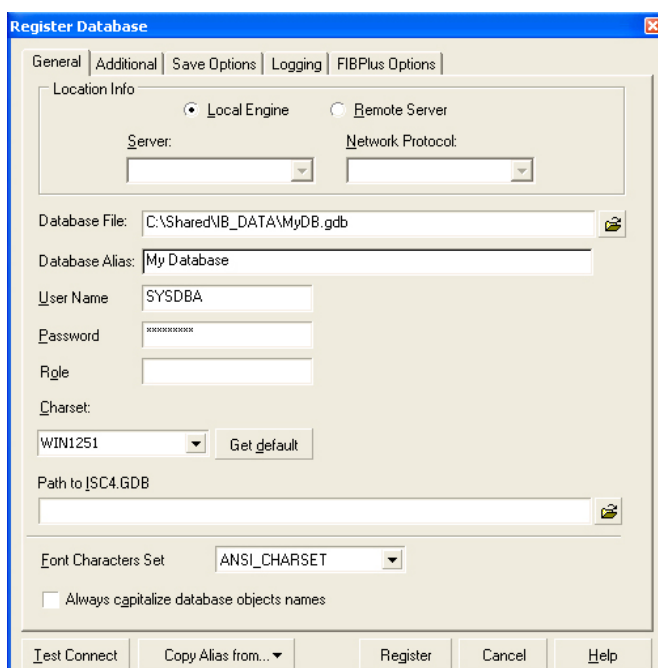 Register Database
General Additional Save Options Logging FIBPlus Options
Location Info
Local Engine Remote Server
Server: Network Protocol:
Database File: C:\Shared\IB_DATA\MyDB.gdb
Database Alias: My Database
User Name SYSDBA
Password *********
Role
Charset:
WIN1251 Get default
Path to ISC4.GDB
Font Characters Set ANSI_CHARSET
Always capitalize database objects names
Test Connect Copy Alias from... Register Cancel Help